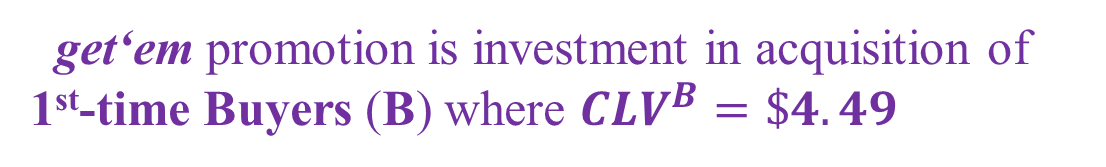 get‘em promotion is investment in acquisition of
1st-time Buyers (B) where CLV^B = $4.49